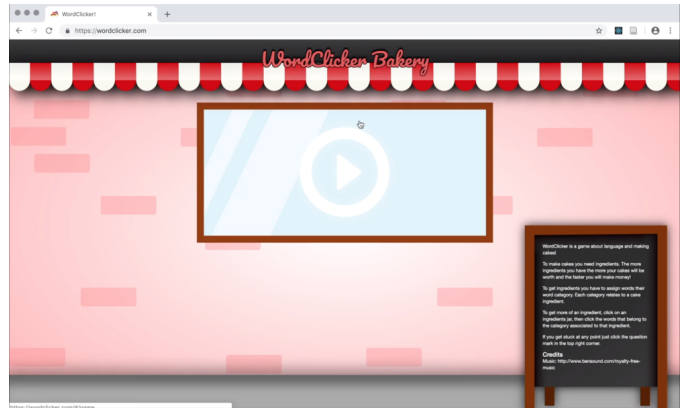 WordClicker!
https://wordclicker.com
WordClicker Bakery
WordClicker is a game about language and making
cakes!
To make cakes you need ingredients. The more
ingredients you have the more your cakes will be
worth and the faster you will make money!
To get ingredients you have to assign words their
word category. Each category relates to a cake
ingredient.
To get more of an ingredient, click on an
ingredients jar, then click the words that belong to
the category associated to that ingredient.
If you get stuck at any point just click the question
mark in the top right corner.
Credits
Music: http://www.bensound.com/royalty-free-
music